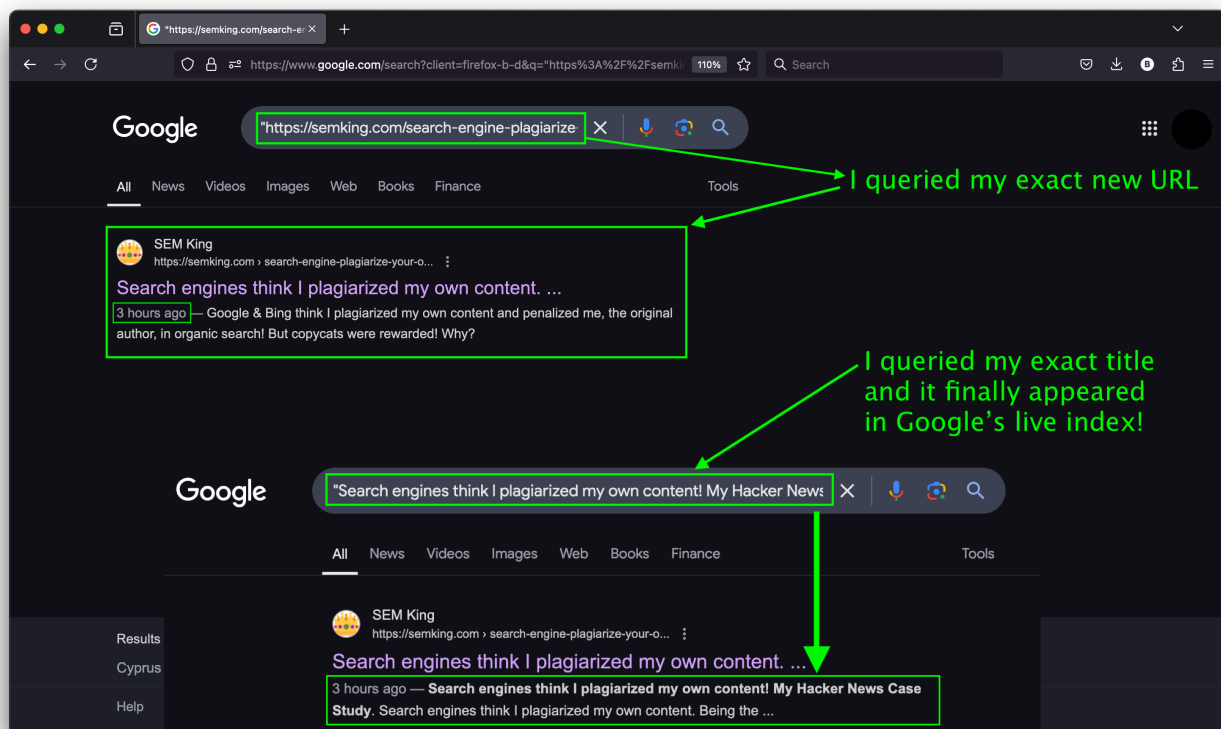 "https://semking.com/search-er
https://www.google.com/search?client=firefox-b-d&q="https%3A%2F%2Fsemki
110%
Search
B
Google
"https://semking.com/search-engine-plagiarize-
All News Videos Images Web Books Finance Tools
I queried my exact new URL
SEM King
https://semking.com › search-engine-plagiarize-your-o...
Search engines think I plagiarized my own content. ...
3 hours ago — Google & Bing think I plagiarized my own content and penalized me, the original
author, in organic search! But copycats were rewarded! Why?
I queried my exact title
and it finally appeared
in Google's live index!
Google
"Search engines think I plagiarized my own content! My Hacker News
All News Videos Images Web Books Finance Tools
SEM King
https://semking.com › search-engine-plagiarize-your-o...
Search engines think I plagiarized my own content. ...
3 hours ago — Search engines think I plagiarized my own content! My Hacker News Case
Study. Search engines think I plagiarized my own content. Being the ...
Results
Cyprus
Help